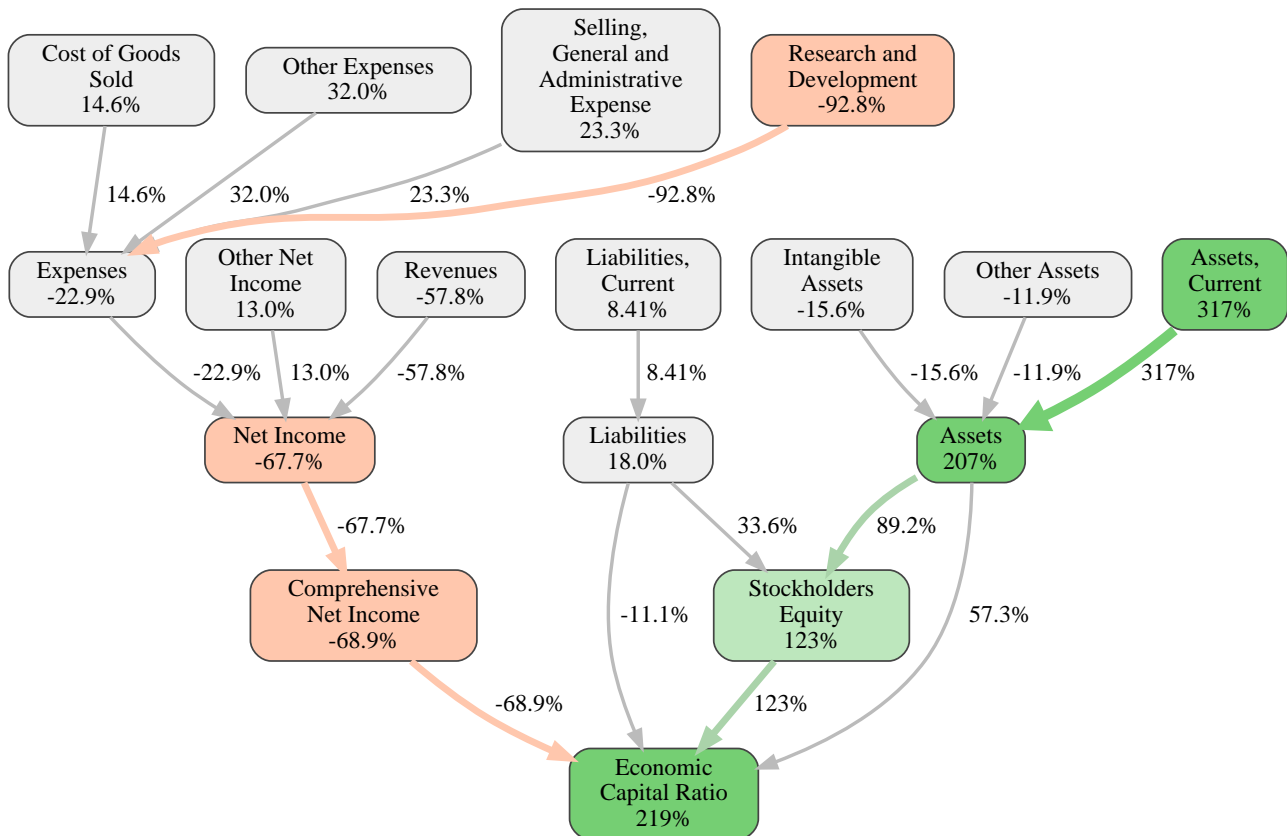 Cost of Goods
Sold
14.6%
Other Expenses
32.0%
Selling,
General and
Administrative
Expense
23.3%
Research and
Development
-92.8%
14.6%
32.0%
23.3%
-92.8%
Expenses
-22.9%
Other Net
Income
13.0%
Revenues
-57.8%
Liabilities,
Current
8.41%
Intangible
Assets
-15.6%
Other Assets
-11.9%
Assets,
Current
317%
-22.9%
13.0%
-57.8%
8.41%
-15.6%
-11.9%
317%
Net Income
-67.7%
Liabilities
18.0%
Assets
207%
-67.7%
33.6%
89.2%
Comprehensive
Net Income
-68.9%
-11.1%
Stockholders
Equity
123%
57.3%
-68.9%
123%
Economic
Capital Ratio
219%